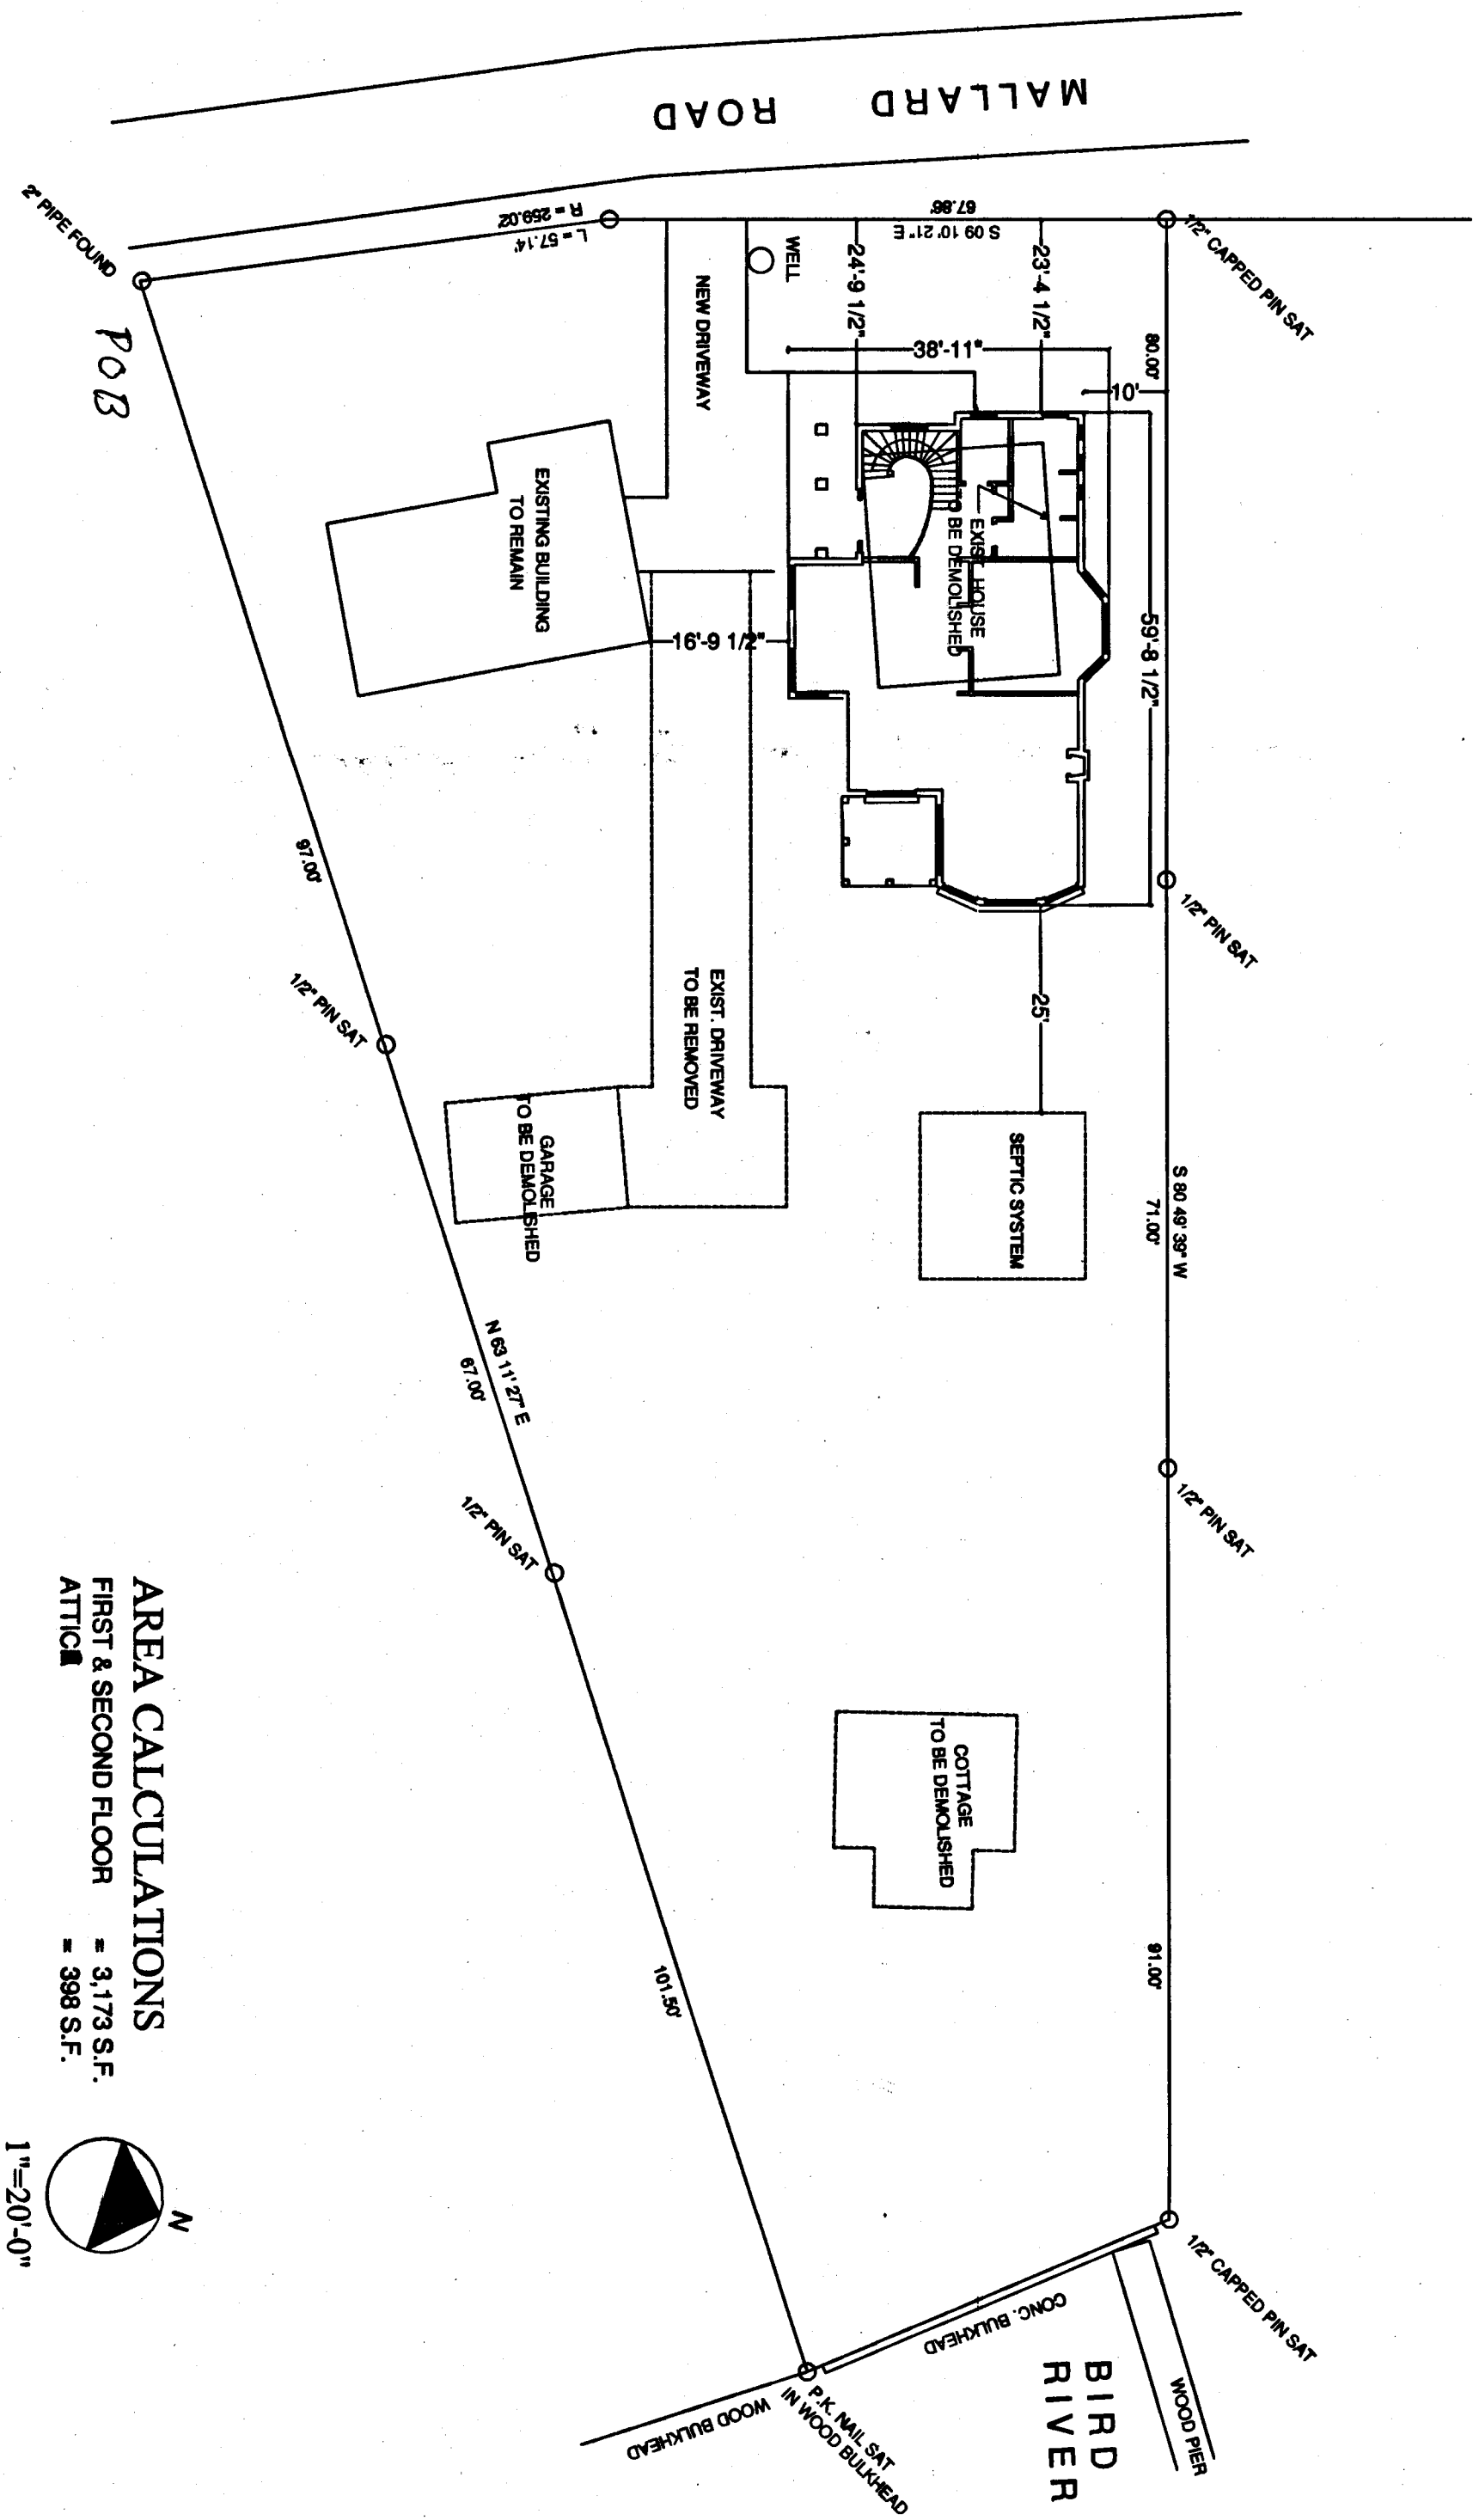 MALLARD ROAD
1/2" CAPPED PIN SAT
80.00'
S 09 10' 21" E
67.86'
L = 57.14'
R = 259.02'
2" PIPE FOUND
POB
WELL
NEW DRIVEWAY
24'-9 1/2"
23'-4 1/2"
38'-11"
10'
59'-8 1/2"
EXIST. HOUSE
TO BE DEMOLISHED
EXISTING BUILDING
TO REMAIN
16'-9 1/2"
1/2" PIN SAT
97.00'
1/2" PIN SAT
25'
EXIST. DRIVEWAY
TO BE REMOVED
GARAGE
TO BE DEMOLISHED
SEPTIC SYSTEM
S 80 49' 39" W
71.00'
N 63 11' 27" E
67.00'
1/2" PIN SAT
1/2" PIN SAT
COTTAGE
TO BE DEMOLISHED
91.00'
101.50'
1/2" CAPPED PIN SAT
CONC. BULKHEAD
WOOD PIER
BIRD
RIVER
P.K. NAIL SAT
IN WOOD BULKHEAD
WOOD BULKHEAD
AREA CALCULATIONS
FIRST & SECOND FLOOR = 3,173 S.F.
ATTIC = 398 S.F.
N
1"=20'-0"